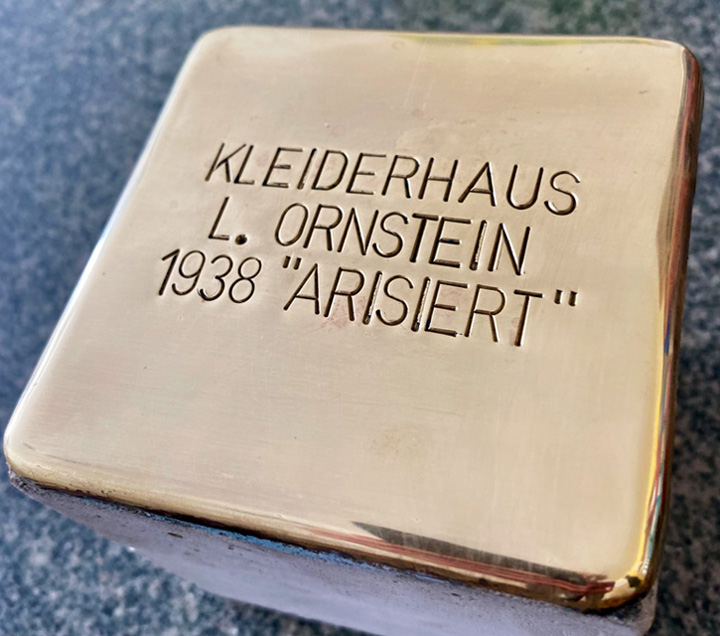 KLEIDERHAUS
L. ORNSTEIN
1938 "ARISIERT"